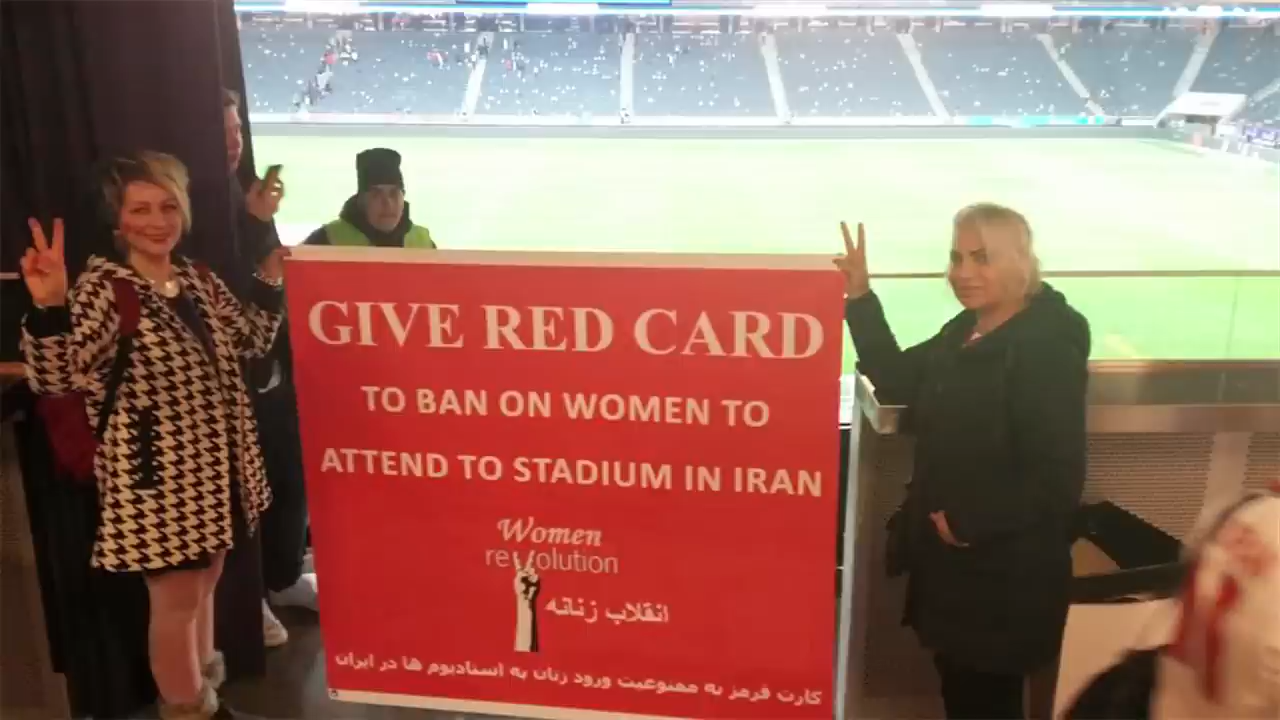 GIVE RED CARD
TO BAN ON WOMEN TO
ATTEND TO STADIUM IN IRAN
Women
revolution
انقلاب زنانه
کارت قرمز به ممنوعیت ورود زنان به استادیوم ها در ایران